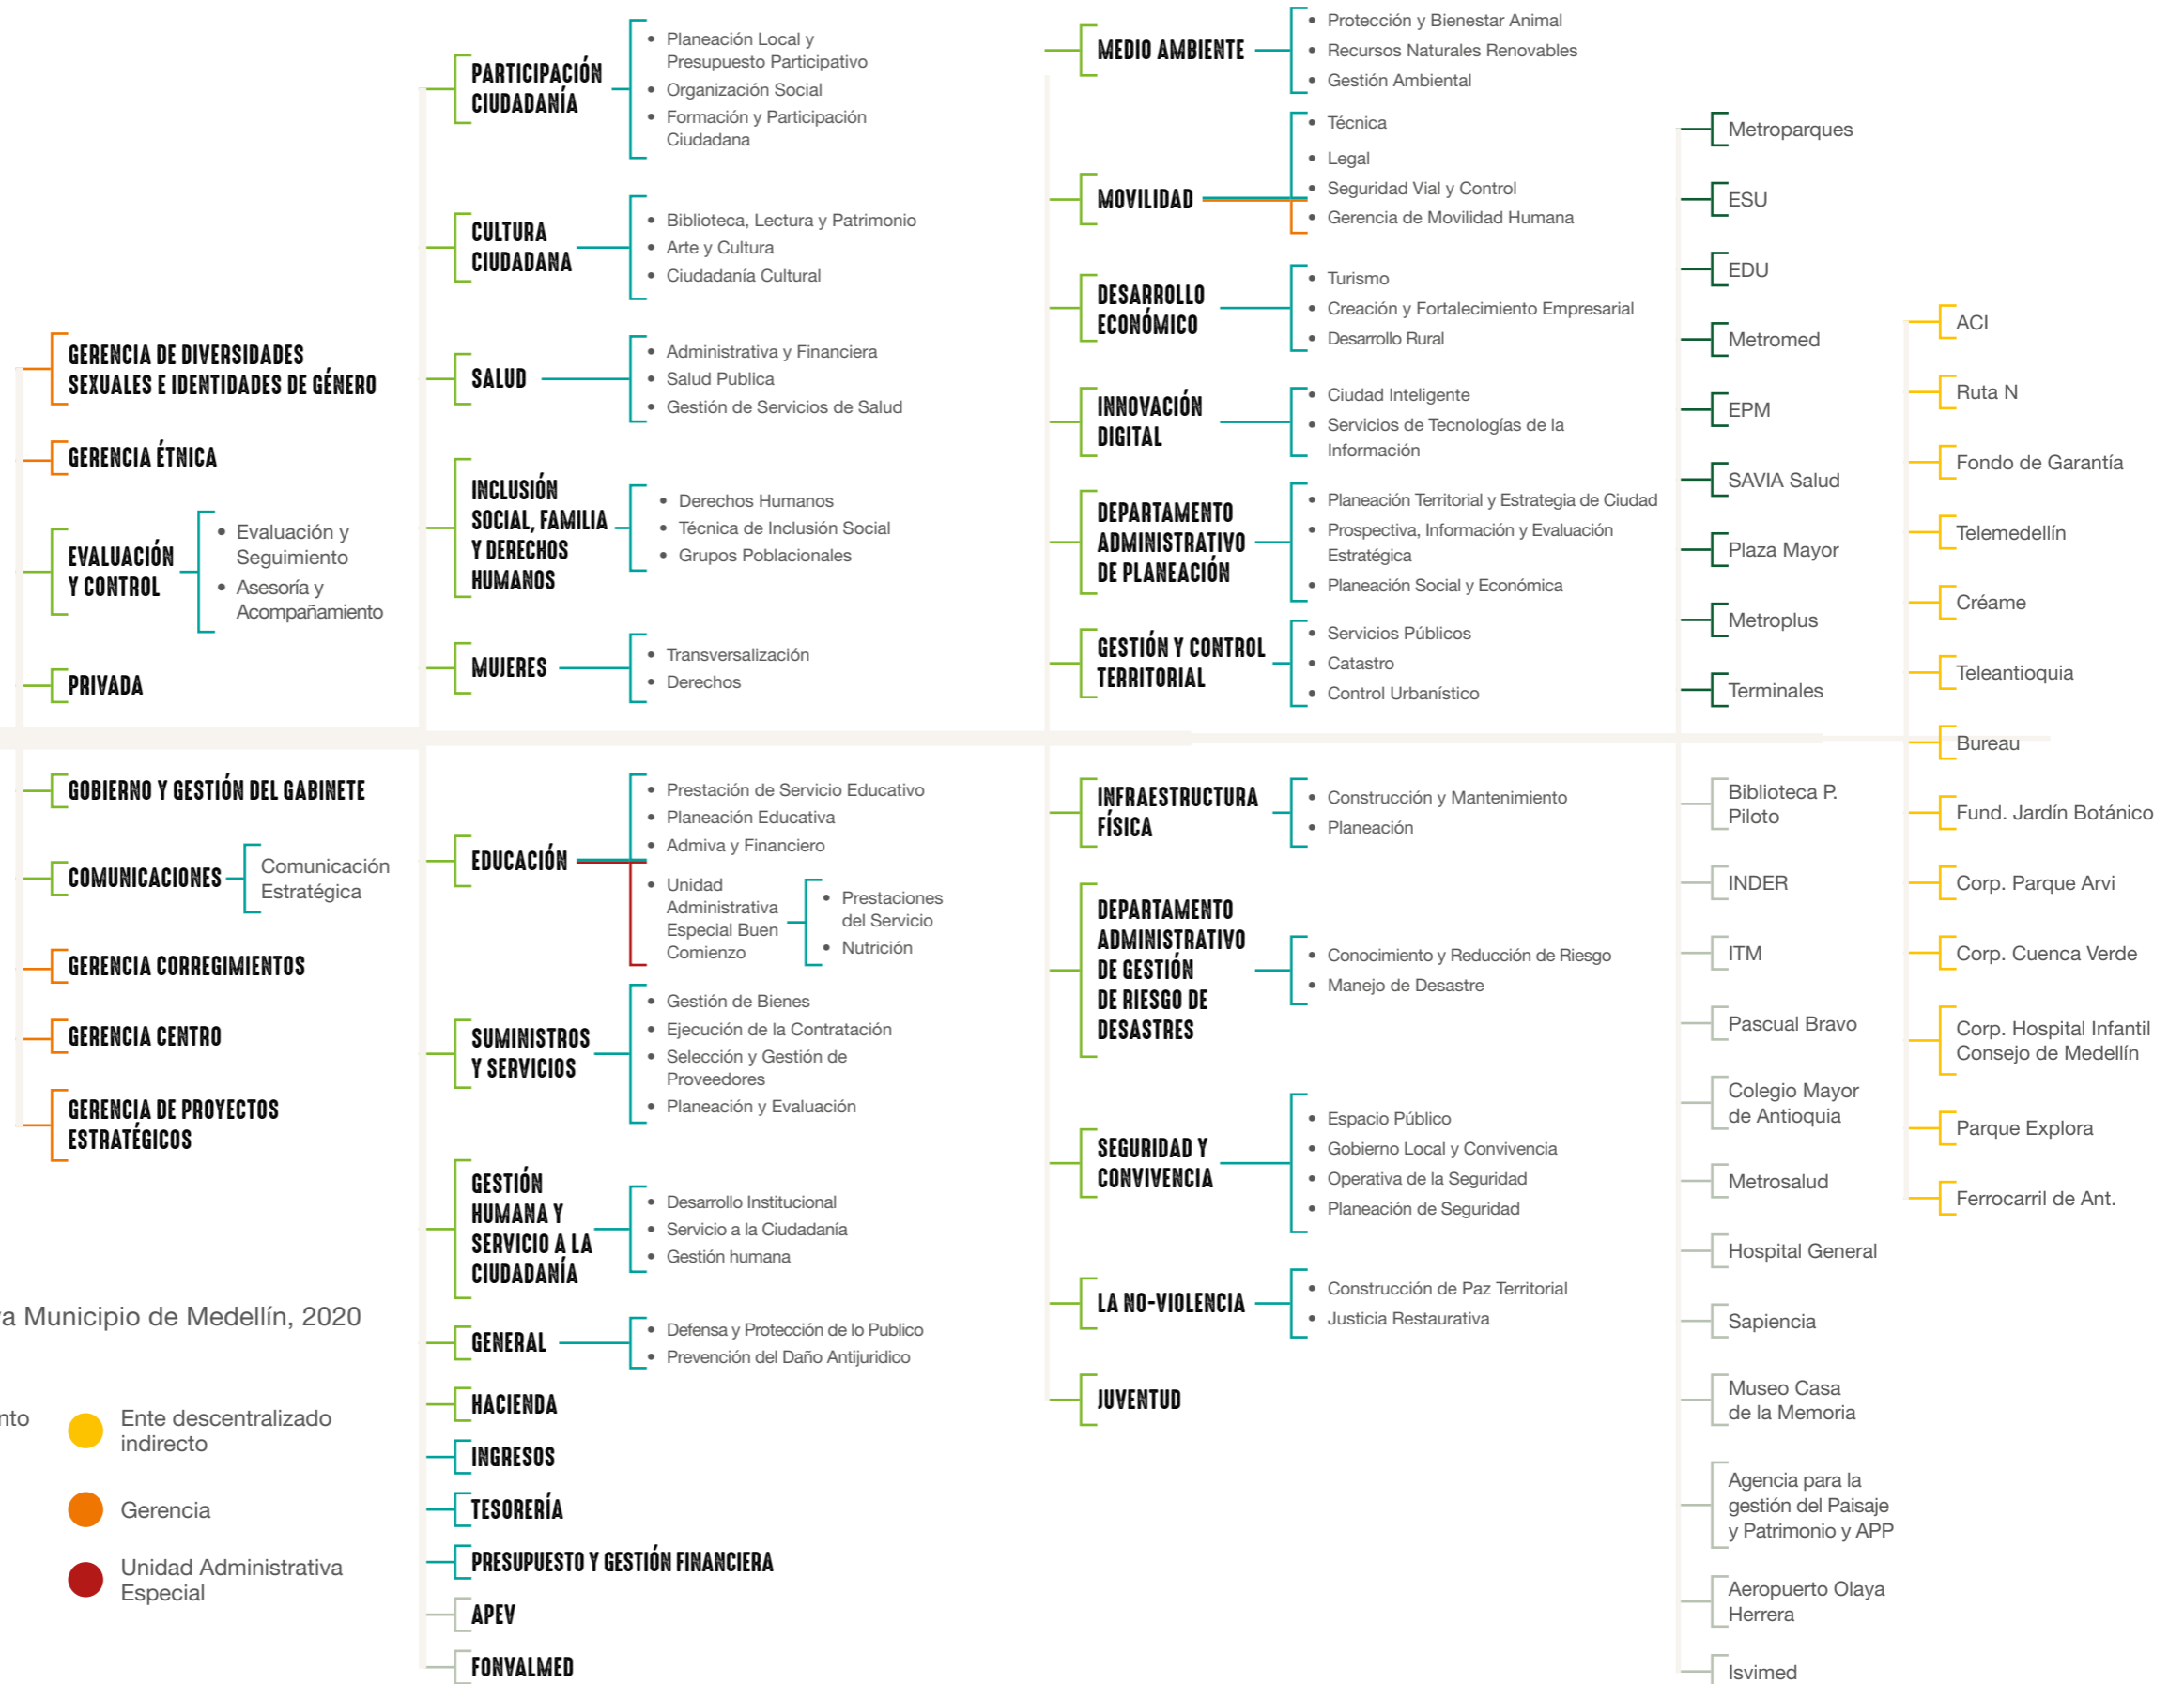 GERENCIA DE DIVERSIDADES
SEXUALES E IDENTIDADES DE GÉNERO
GERENCIA ÉTNICA
EVALUACIÓN
Y CONTROL
• Evaluación y
Seguimiento
• Asesoría y
Acompañamiento
PRIVADA
GOBIERNO Y GESTIÓN DEL GABINETE
COMUNICACIONES
Comunicación
Estratégica
GERENCIA CORREGIMIENTOS
GERENCIA CENTRO
GERENCIA DE PROYECTOS
ESTRATÉGICOS
PARTICIPACIÓN
CIUDADANÍA
• Planeación Local y
Presupuesto Participativo
• Organización Social
• Formación y Participación
Ciudadana
CULTURA
CIUDADANA
• Biblioteca, Lectura y Patrimonio
• Arte y Cultura
• Ciudadanía Cultural
SALUD
• Administrativa y Financiera
• Salud Publica
• Gestión de Servicios de Salud
INCLUSIÓN
SOCIAL, FAMILIA
Y DERECHOS
HUMANOS
• Derechos Humanos
• Técnica de Inclusión Social
• Grupos Poblacionales
MUJERES
• Transversalización
• Derechos
EDUCACIÓN
• Prestación de Servicio Educativo
• Planeación Educativa
• Admiva y Financiero
• Unidad
Administrativa
Especial Buen
Comienzo
• Prestaciones
del Servicio
• Nutrición
SUMINISTROS
Y SERVICIOS
• Gestión de Bienes
• Ejecución de la Contratación
• Selección y Gestión de
Proveedores
• Planeación y Evaluación
GESTIÓN
HUMANA Y
SERVICIO A LA
CIUDADANÍA
• Desarrollo Institucional
• Servicio a la Ciudadanía
• Gestión humana
GENERAL
• Defensa y Protección de lo Publico
• Prevención del Daño Antijuridico
HACIENDA
INGRESOS
TESORERÍA
PRESUPUESTO Y GESTIÓN FINANCIERA
APEV
FONVALMED
MEDIO AMBIENTE
• Protección y Bienestar Animal
• Recursos Naturales Renovables
• Gestión Ambiental
MOVILIDAD
• Técnica
• Legal
• Seguridad Vial y Control
• Gerencia de Movilidad Humana
DESARROLLO
ECONÓMICO
• Turismo
• Creación y Fortalecimiento Empresarial
• Desarrollo Rural
INNOVACIÓN
DIGITAL
• Ciudad Inteligente
• Servicios de Tecnologías de la
Información
DEPARTAMENTO
ADMINISTRATIVO
DE PLANEACIÓN
• Planeación Territorial y Estrategia de Ciudad
• Prospectiva, Información y Evaluación
Estratégica
• Planeación Social y Económica
GESTIÓN Y CONTROL
TERRITORIAL
• Servicios Públicos
• Catastro
• Control Urbanístico
INFRAESTRUCTURA
FÍSICA
• Construcción y Mantenimiento
• Planeación
DEPARTAMENTO
ADMINISTRATIVO
DE GESTIÓN
DE RIESGO DE
DESASTRES
• Conocimiento y Reducción de Riesgo
• Manejo de Desastre
SEGURIDAD Y
CONVIVENCIA
• Espacio Público
• Gobierno Local y Convivencia
• Operativa de la Seguridad
• Planeación de Seguridad
LA NO-VIOLENCIA
• Construcción de Paz Territorial
• Justicia Restaurativa
JUVENTUD
Metroparques
ESU
EDU
Metromed
EPM
SAVIA Salud
Plaza Mayor
Metroplus
Terminales
Biblioteca P.
Piloto
INDER
ITM
Pascual Bravo
Colegio Mayor
de Antioquia
Metrosalud
Hospital General
Sapiencia
Museo Casa
de la Memoria
Agencia para la
gestión del Paisaje
y Patrimonio y APP
Aeropuerto Olaya
Herrera
Isvimed
ACI
Ruta N
Fondo de Garantía
Telemedellín
Créame
Teleantioquia
Bureau
Fund. Jardín Botánico
Corp. Parque Arvi
Corp. Cuenca Verde
Corp. Hospital Infantil
Consejo de Medellín
Parque Explora
Ferrocarril de Ant.
va Municipio de Medellín, 2020
nto
Ente descentralizado
indirecto
Gerencia
Unidad Administrativa
Especial